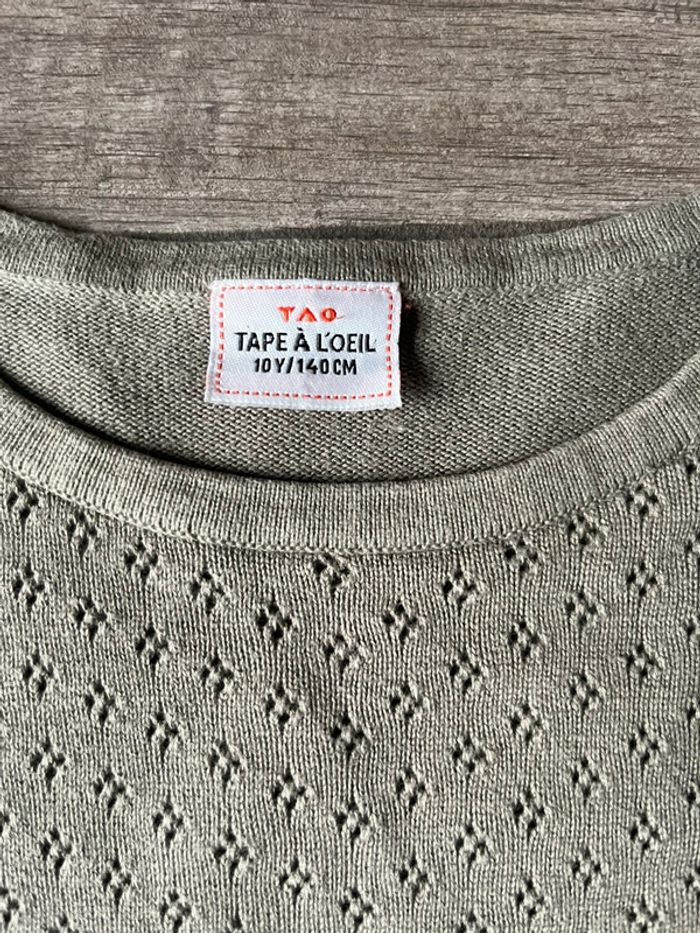 TAO
TAPE À L'OEIL
10Y/140CM